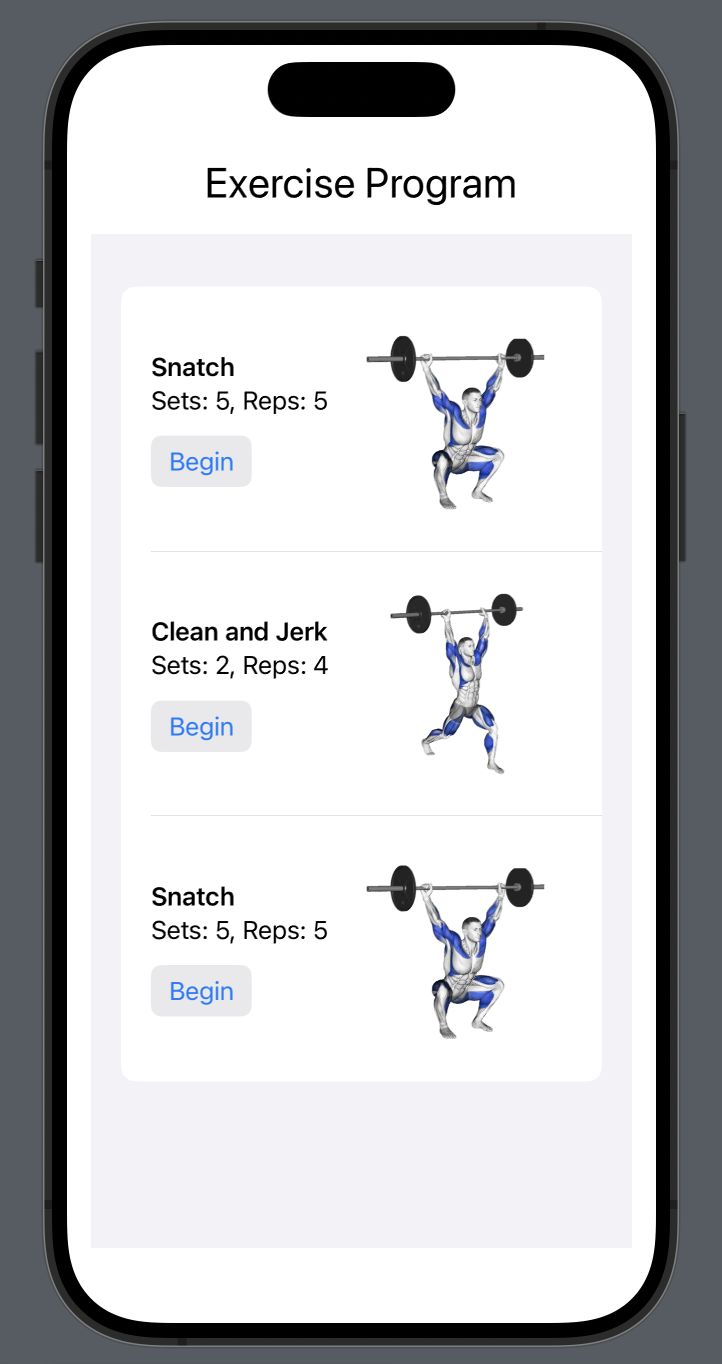 Exercise Program
Snatch
Sets: 5, Reps: 5
Begin
Clean and Jerk
Sets: 2, Reps: 4
Begin
Snatch
Sets: 5, Reps: 5
Begin